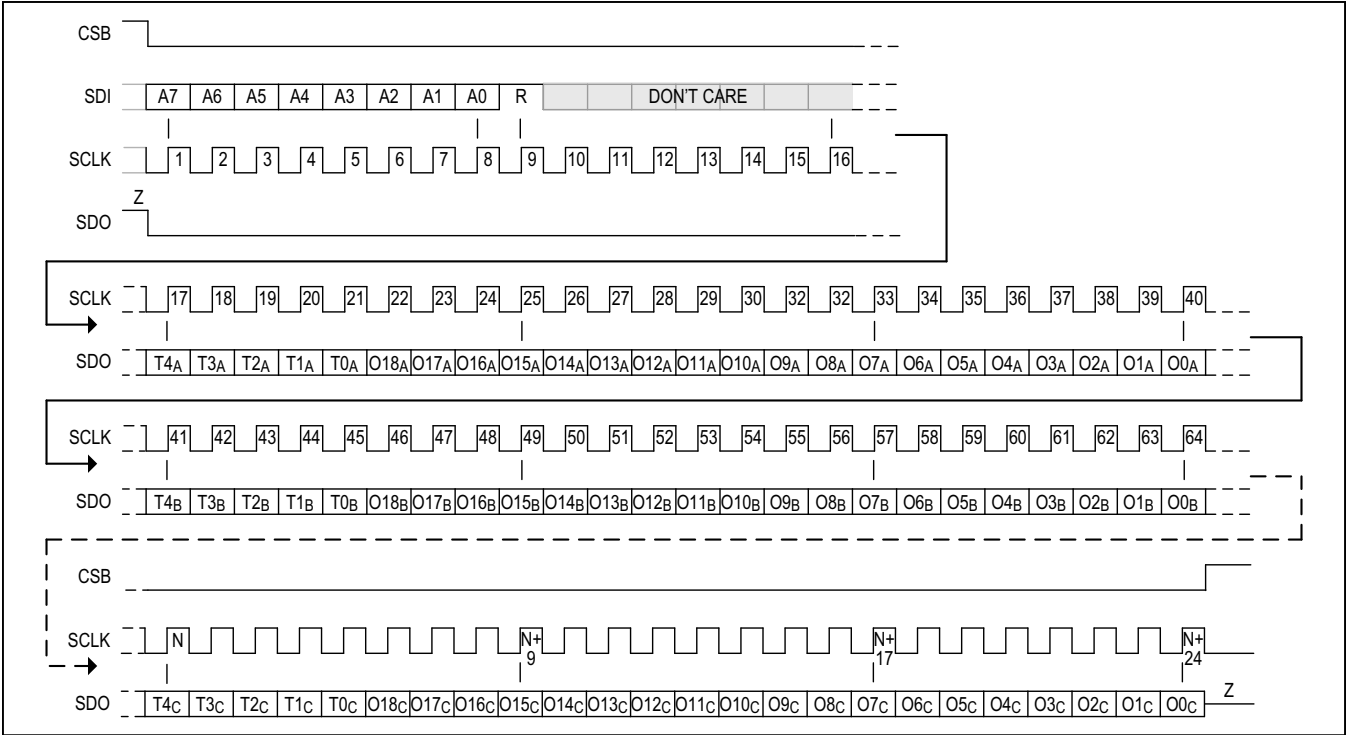 CSB
SDI A7 A6 A5 A4 A3 A2 A1 A0 R DON'T CARE
SCLK 1 2 3 4 5 6 7 8 9 10 11 12 13 14 15 16
Z
SDO
SCLK 17 18 19 20 21 22 23 24 25 26 27 28 29 30 32 32 33 34 35 36 37 38 39 40
SDO T4A T3A T2A T1A T0A O18A O17A O16A O15A O14A O13A O12A O11A O10A O9A O8A O7A O6A O5A O4A O3A O2A O1A O0A
SCLK 41 42 43 44 45 46 47 48 49 50 51 52 53 54 55 56 57 58 59 60 61 62 63 64
SDO T4B T3B T2B T1B T0B O18B O17B O16B O15B O14B O13B O12B O11B O10B O9B O8B O7B O6B O5B O4B O3B O2B O1B O0B
CSB
SCLK N N+ N+ N+
9 17 24
SDO T4C T3C T2C T1C T0C O18C O17C O16C O15C O14C O13C O12C O11C O10C O9C O8C O7C O6C O5C O4C O3C O2C O1C O0C Z